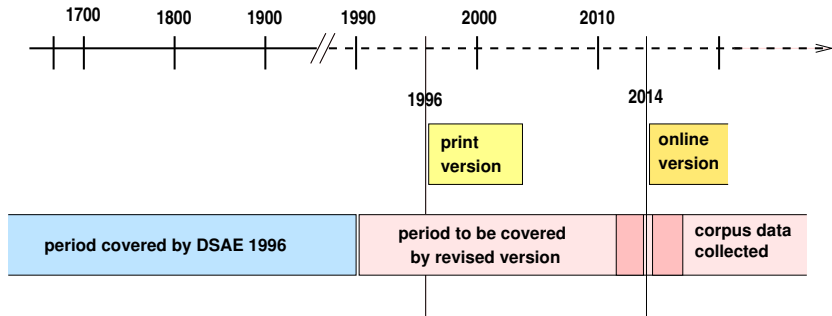 1700 1800 1900 1990 2000 2010
1996
2014
print
version
online
version
period covered by DSAE 1996
period to be covered
by revised version
corpus data
collected